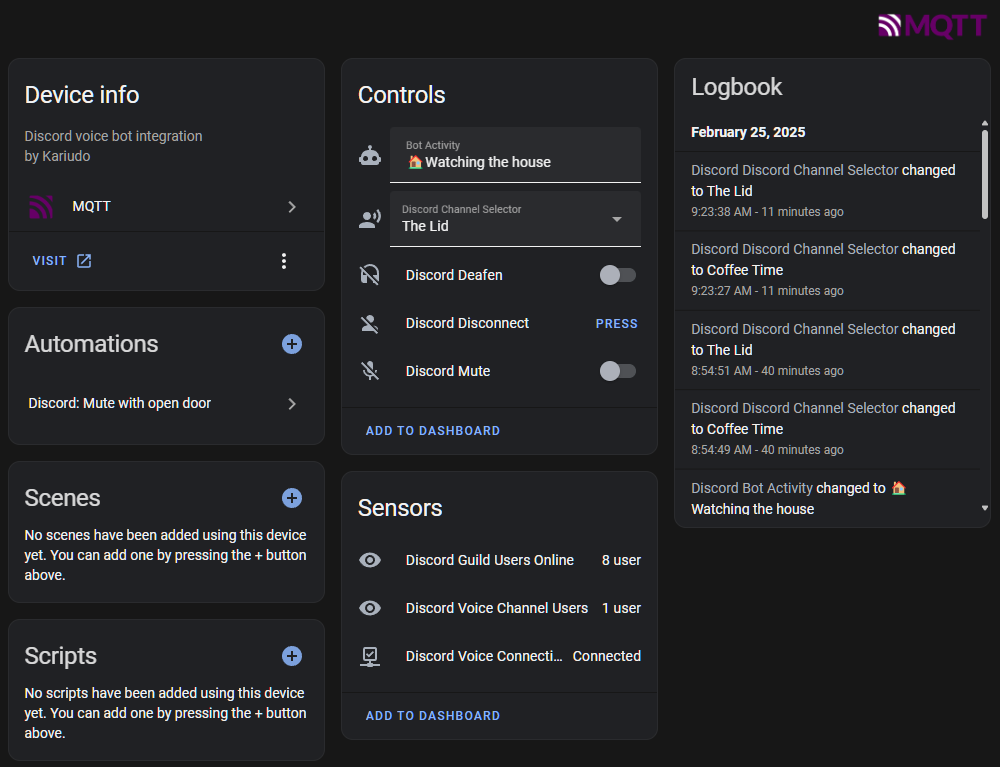 MQTT
Device info
Discord voice bot integration
by Kariudo
MQTT
VISIT
Automations
Discord: Mute with open door
Scenes
No scenes have been added using this device
yet. You can add one by pressing the + button
above.
Scripts
No scripts have been added using this device
yet. You can add one by pressing the + button
above.
Controls
Bot Activity
🏠Watching the house
Discord Channel Selector
The Lid
Discord Deafen
Discord Disconnect PRESS
Discord Mute
ADD TO DASHBOARD
Sensors
Discord Guild Users Online 8 user
Discord Voice Channel Users 1 user
Discord Voice Connecti... Connected
ADD TO DASHBOARD
Logbook
February 25, 2025
Discord Discord Channel Selector changed
to The Lid
9:23:38 AM - 11 minutes ago
Discord Discord Channel Selector changed
to Coffee Time
9:23:27 AM - 11 minutes ago
Discord Discord Channel Selector changed
to The Lid
8:54:51 AM - 40 minutes ago
Discord Discord Channel Selector changed
to Coffee Time
8:54:49 AM - 40 minutes ago
Discord Bot Activity changed to 🏠
Watching the house